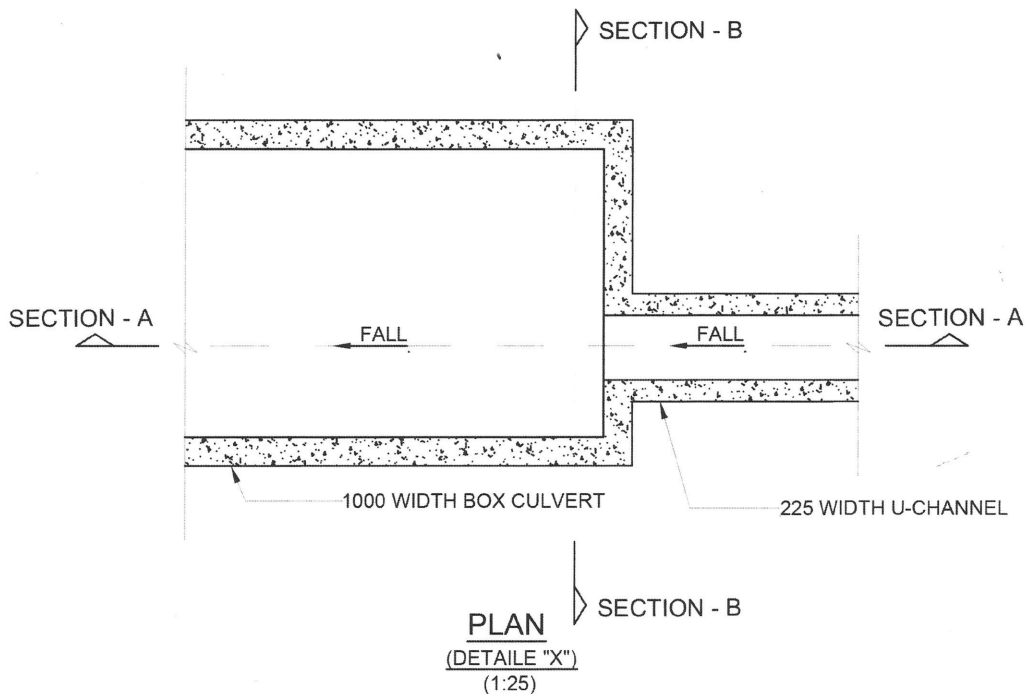 SECTION - B
SECTION - A
FALL
FALL
SECTION - A
1000 WIDTH BOX CULVERT
225 WIDTH U-CHANNEL
SECTION - B
PLAN
(DETAILE "X")
(1:25)